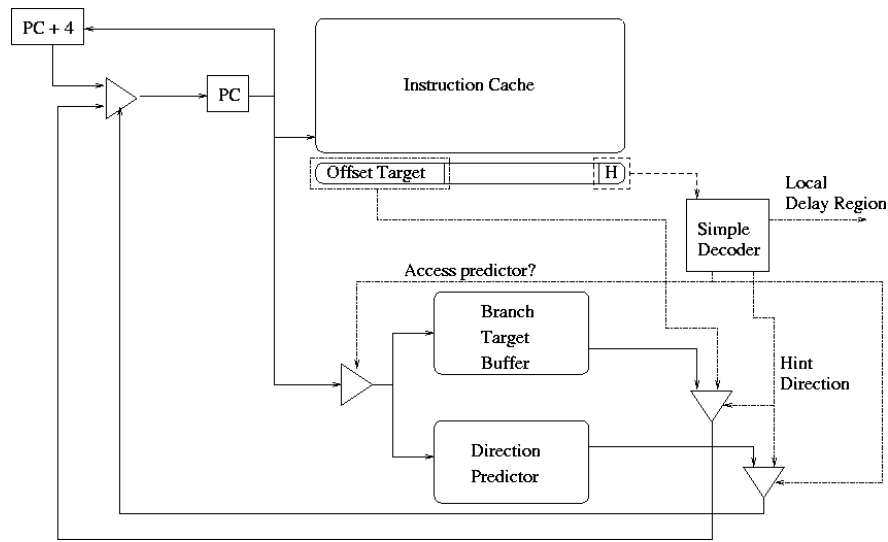 PC + 4
Instruction Cache
PC
Offset Target
H
Local
Delay Region
Simple
Decoder
Access predictor?
Branch
Target
Buffer
Hint
Direction
Direction
Predictor